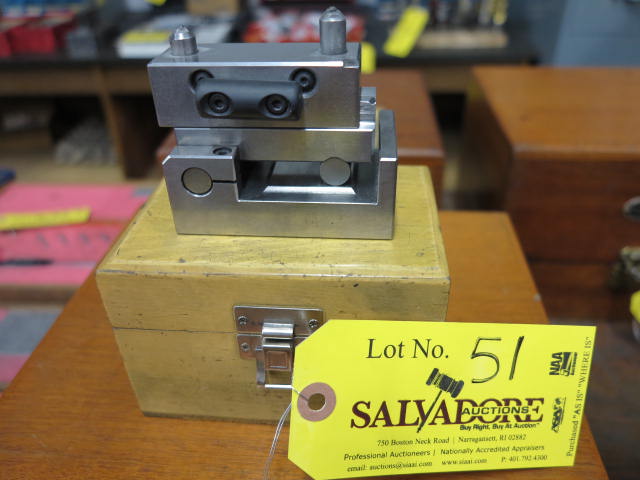 Lot No. 51
NAA
SALVADORE
AUCTIONS
Buy Right, Buy At Auction™
750 Boston Neck Road | Narragansett, RI 02882
Professional Auctioneers | Nationally Accredited Appraisers
email: auctions@siaai.com www.siaai.com P: 401.792.4300
Purchased "AS IS" "WHERE IS"